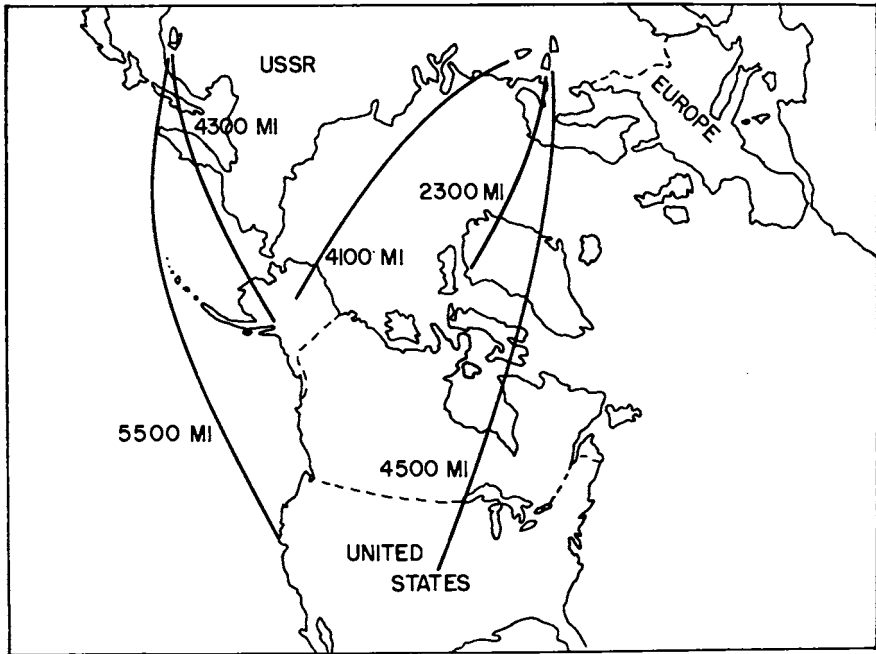 USSR
EUROPE
4300 MI
2300 MI
4100 MI
5500 MI
4500 MI
UNITED
STATES